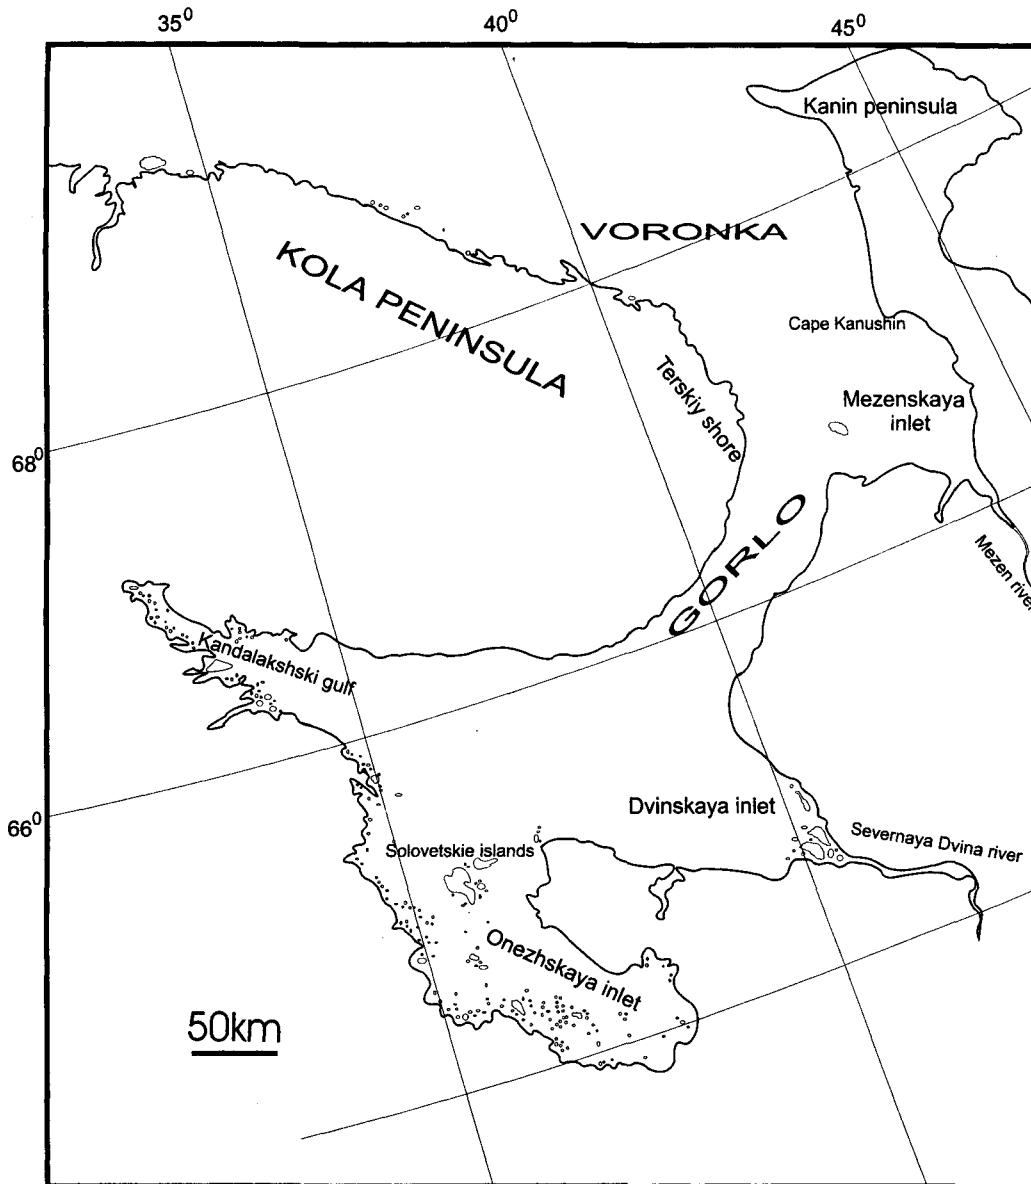 35⁰
40⁰
45⁰
Kanin peninsula
VORONKA
KOLA PENINSULA
Cape Kanushin
Terskiy shore
Mezenskaya
inlet
68⁰
GORLO
Mezen river
Kandalakshski gulf
66⁰
Dvinskaya inlet
Severnaya Dvina river
Solovetskie islands
Onezhskaya inlet
50km